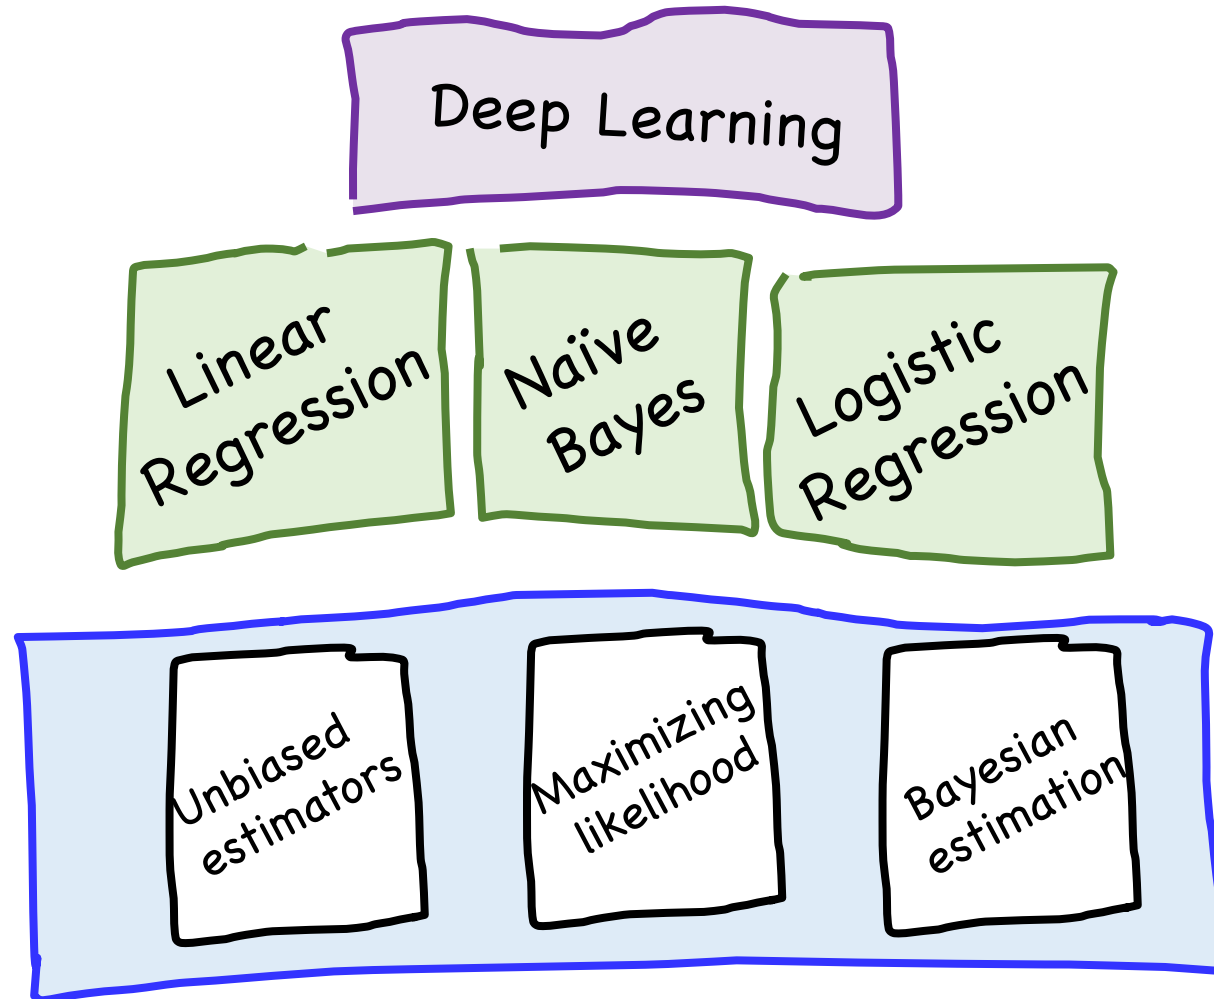 Deep Learning
Linear
Regression
Naïve
Bayes
Logistic
Regression
Unbiased
estimators
Maximizing
likelihood
Bayesian
estimation